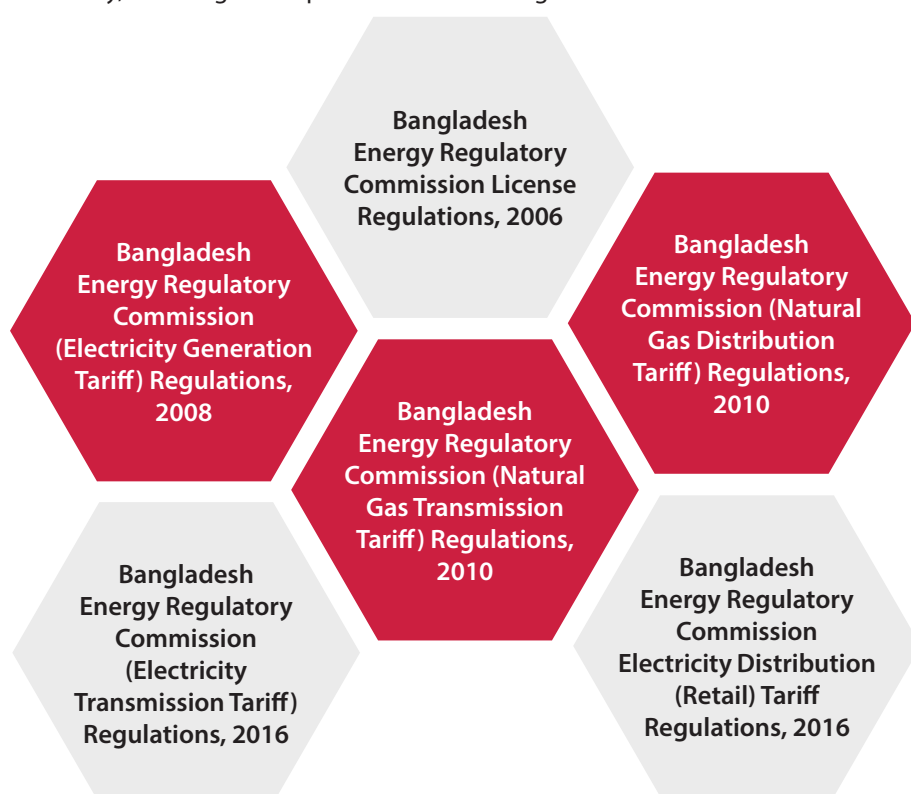 Bangladesh
Energy Regulatory
Commission License
Regulations, 2006
Bangladesh
Energy Regulatory
Commission
(Electricity Generation
Tariff) Regulations,
2008
Bangladesh
Energy Regulatory
Commission (Natural
Gas Distribution
Tariff) Regulations,
2010
Bangladesh
Energy Regulatory
Commission (Natural
Gas Transmission
Tariff) Regulations,
2010
Bangladesh
Energy Regulatory
Commission
(Electricity
Transmission Tariff)
Regulations, 2016
Bangladesh
Energy Regulatory
Commission
Electricity Distribution
(Retail) Tariff
Regulations, 2016